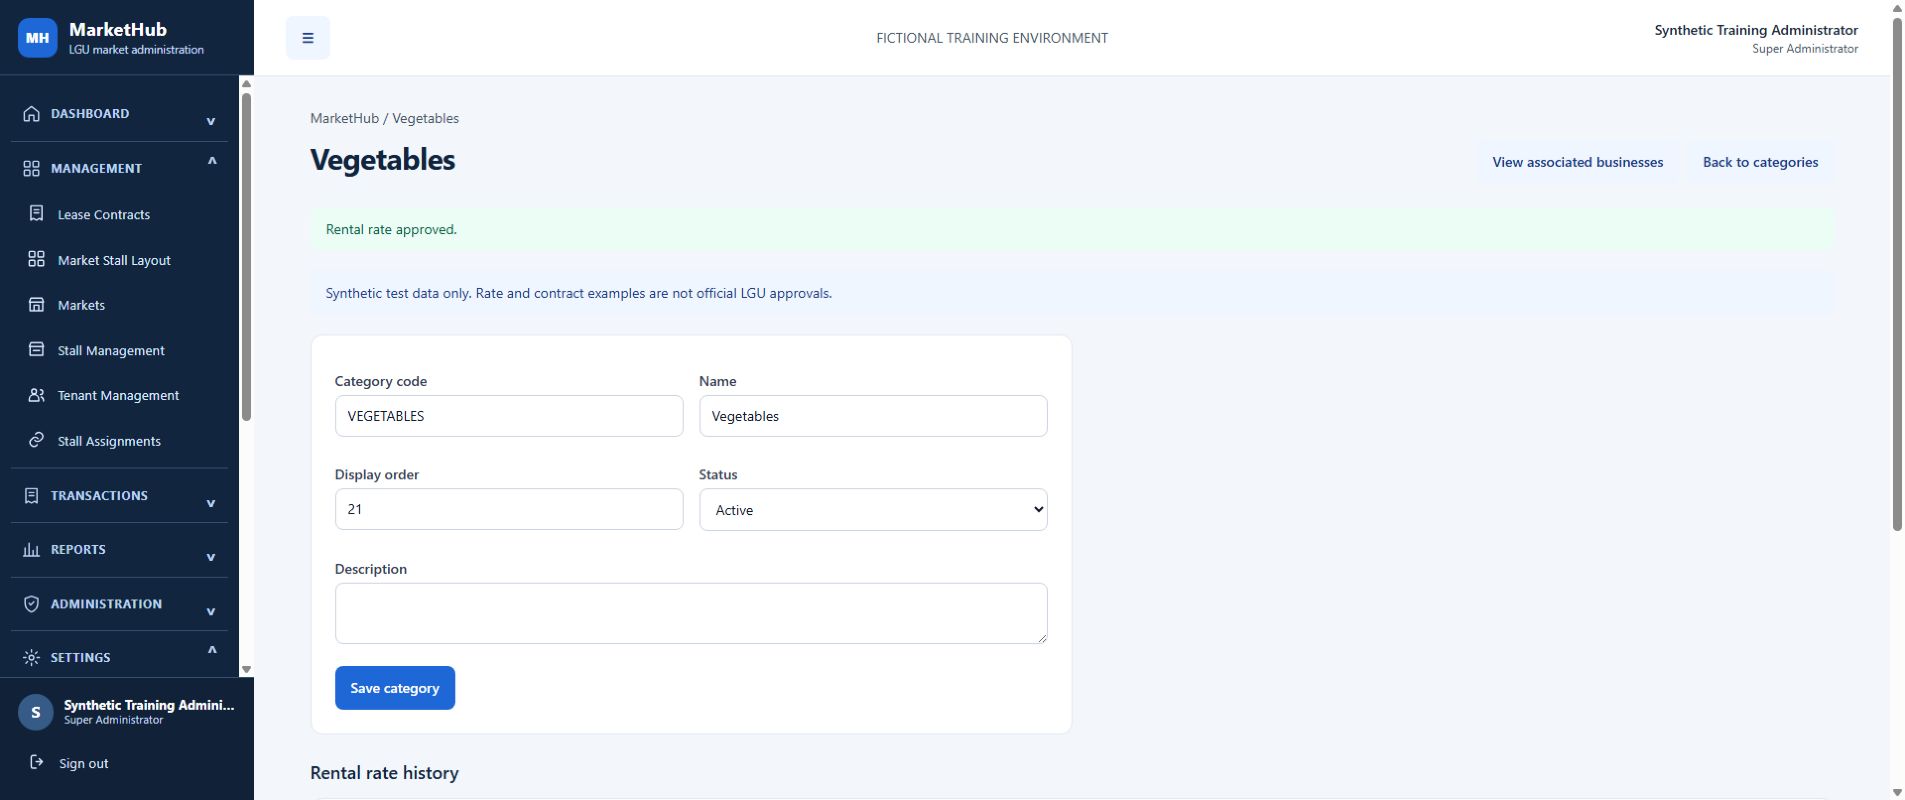 MH
MarketHub
LGU market administration
☰
FICTIONAL TRAINING ENVIRONMENT
Synthetic Training Administrator
Super Administrator
DASHBOARD
MANAGEMENT
Lease Contracts
Market Stall Layout
Markets
Stall Management
Tenant Management
Stall Assignments
TRANSACTIONS
REPORTS
ADMINISTRATION
SETTINGS
S
Synthetic Training Admini...
Super Administrator
Sign out
MarketHub / Vegetables
Vegetables
View associated businesses
Back to categories
Rental rate approved.
Synthetic test data only. Rate and contract examples are not official LGU approvals.
Category code
Name
VEGETABLES
Vegetables
Display order
Status
21
Active
Description
Save category
Rental rate history